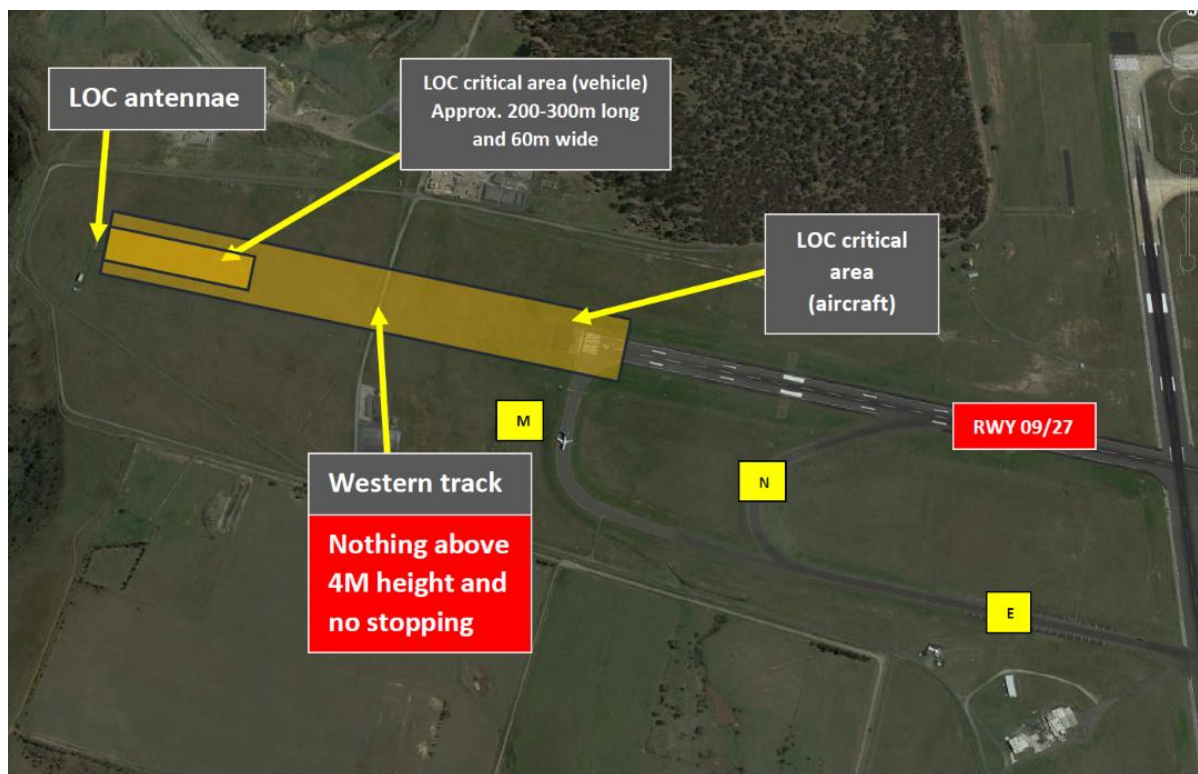 LOC antennae
LOC critical area (vehicle)
Approx. 200-300m long
and 60m wide
LOC critical
area
(aircraft)
M
RWY 09/27
N
Western track
Nothing above
4M height and
no stopping
E